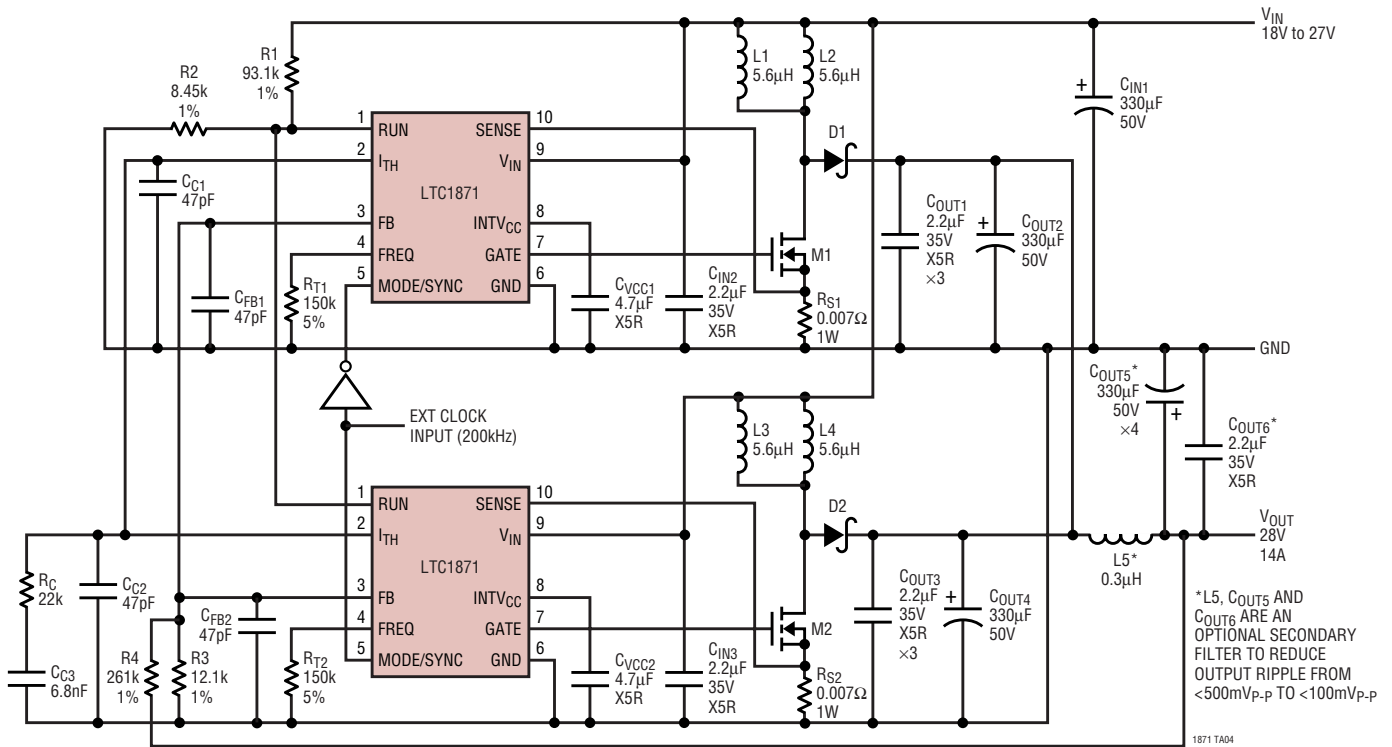 VIN
18V to 27V
R1
93.1k
1%
R2
8.45k
1%
L1
5.6µH
L2
5.6µH
+
CIN1
330µF
50V
1
RUN
SENSE
10
2
ITH
VIN
9
D1
CC1
47pF
LTC1871
3
FB
INTVCC
8
4
FREQ
GATE
7
5
MODE/SYNC
GND
6
M1
COUT1
2.2µF
35V
X5R
×3
+
COUT2
330µF
50V
CFB1
47pF
RT1
150k
5%
CVCC1
4.7µF
X5R
CIN2
2.2µF
35V
X5R
RS1
0.007Ω
1W
GND
EXT CLOCK
INPUT (200kHz)
L3
5.6µH
L4
5.6µH
COUT5*
330µF
50V
×4
+
COUT6*
2.2µF
35V
X5R
1
RUN
SENSE
10
2
ITH
VIN
9
D2
VOUT
28V
14A
L5*
0.3µH
RC
22k
CC2
47pF
LTC1871
3
FB
INTVCC
8
4
FREQ
GATE
7
5
MODE/SYNC
GND
6
M2
COUT3
2.2µF
35V
X5R
×3
+
COUT4
330µF
50V
CFB2
47pF
CC3
6.8nF
R4
261k
1%
R3
12.1k
1%
RT2
150k
5%
CVCC2
4.7µF
X5R
CIN3
2.2µF
35V
X5R
RS2
0.007Ω
1W
*L5, COUT5 AND
COUT6 ARE AN
OPTIONAL SECONDARY
FILTER TO REDUCE
OUTPUT RIPPLE FROM
<500mVP-P TO <100mVP-P
1871 TA04